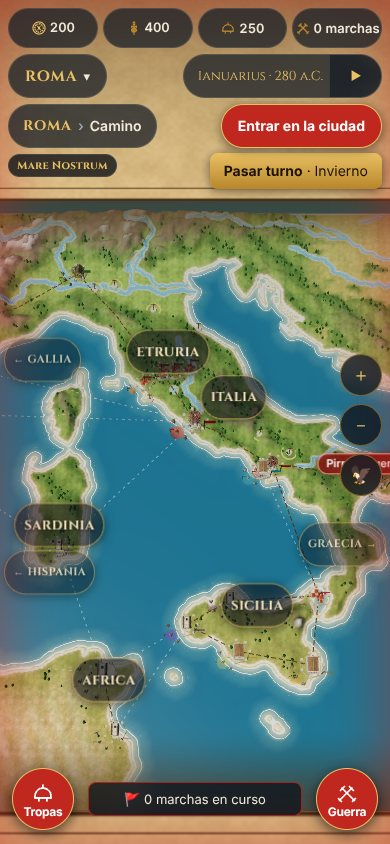 200
400
250
0 marchas
ROMA ▾
IANUARIUS · 280 A.C.
ROMA › Camino
Entrar en la ciudad
MARE NOSTRUM
Pasar turno · Invierno
← GALLIA
ETRURIA
ITALIA
+
−
SARDINIA
GRAECIA →
← HISPANIA
SICILIA
AFRICA
Tropas
0 marchas en curso
Guerra